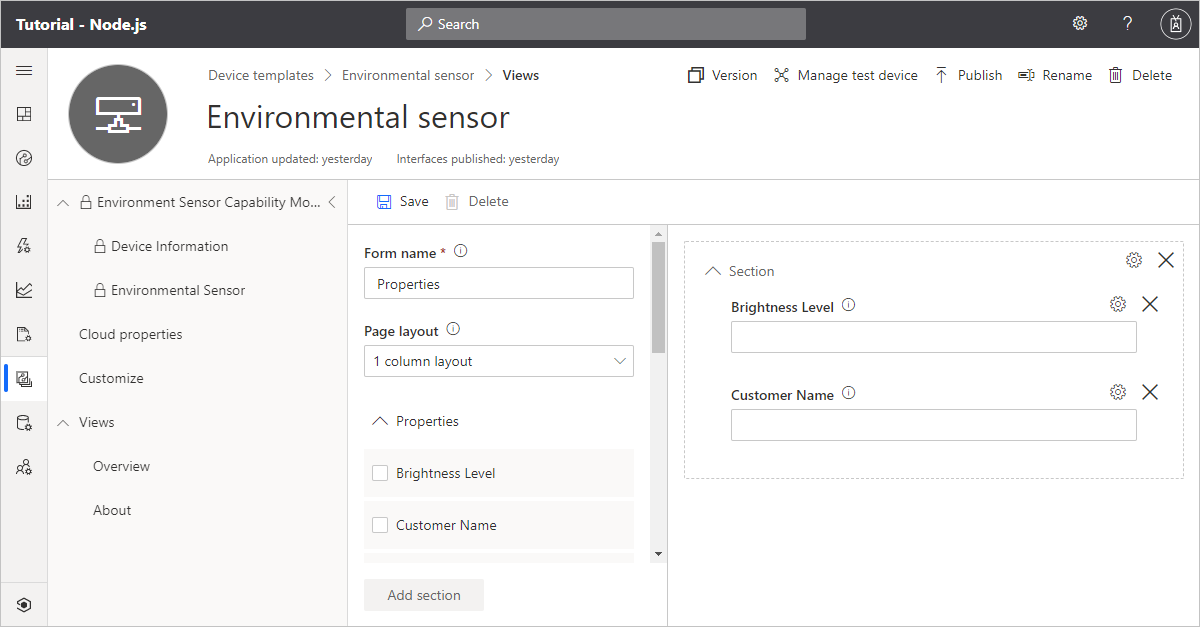 Tutorial - Node.js
Search
?
Device templates > Environmental sensor > Views
Version
Manage test device
Publish
Rename
Delete
Environmental sensor
Application updated: yesterday
Interfaces published: yesterday
Environment Sensor Capability Mo...
Device Information
Environmental Sensor
Cloud properties
Customize
Views
Overview
About
Save
Delete
Form name *
Properties
Page layout
1 column layout
Properties
Brightness Level
Customer Name
Add section
Section
Brightness Level
Customer Name